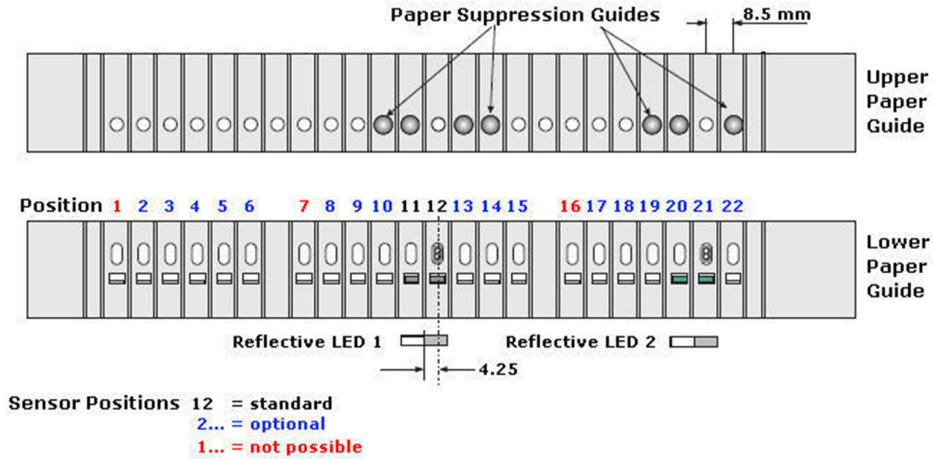 Paper Suppression Guides
8.5 mm
Upper
Paper
Guide
Position 1 2 3 4 5 6 7 8 9 10 11 12 13 14 15 16 17 18 19 20 21 22
Lower
Paper
Guide
Reflective LED 1
Reflective LED 2
4.25
Sensor Positions 12 = standard
2... = optional
1... = not possible